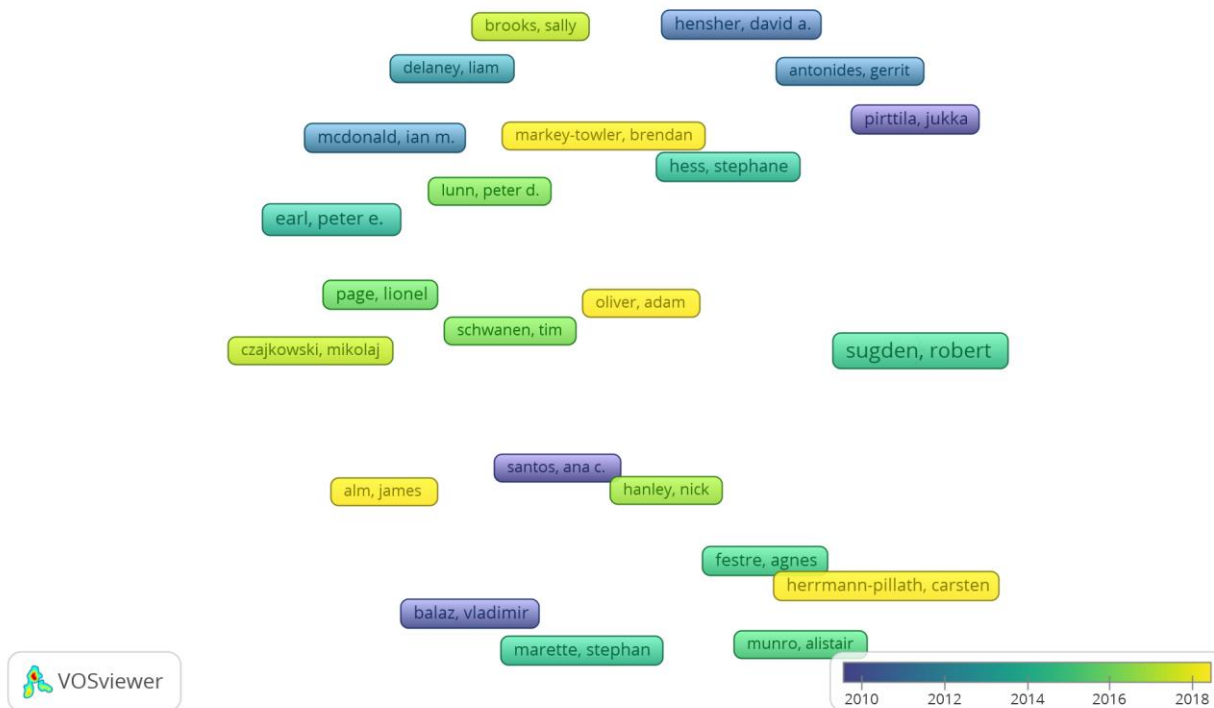 brooks, sally
hensher, david a.
delaney, liam
antonides, gerrit
pirttila, jukka
mcdonald, ian m.
markey-towler, brendan
hess, stephane
lunn, peter d.
earl, peter e.
page, lionel
oliver, adam
schwanen, tim
czajkowski, mikolaj
sugden, robert
santos, ana c.
alm, james
hanley, nick
festre, agnes
herrmann-pillath, carsten
balaz, vladimir
marette, stephan
munro, alistair
VOSviewer
2010 2012 2014 2016 2018